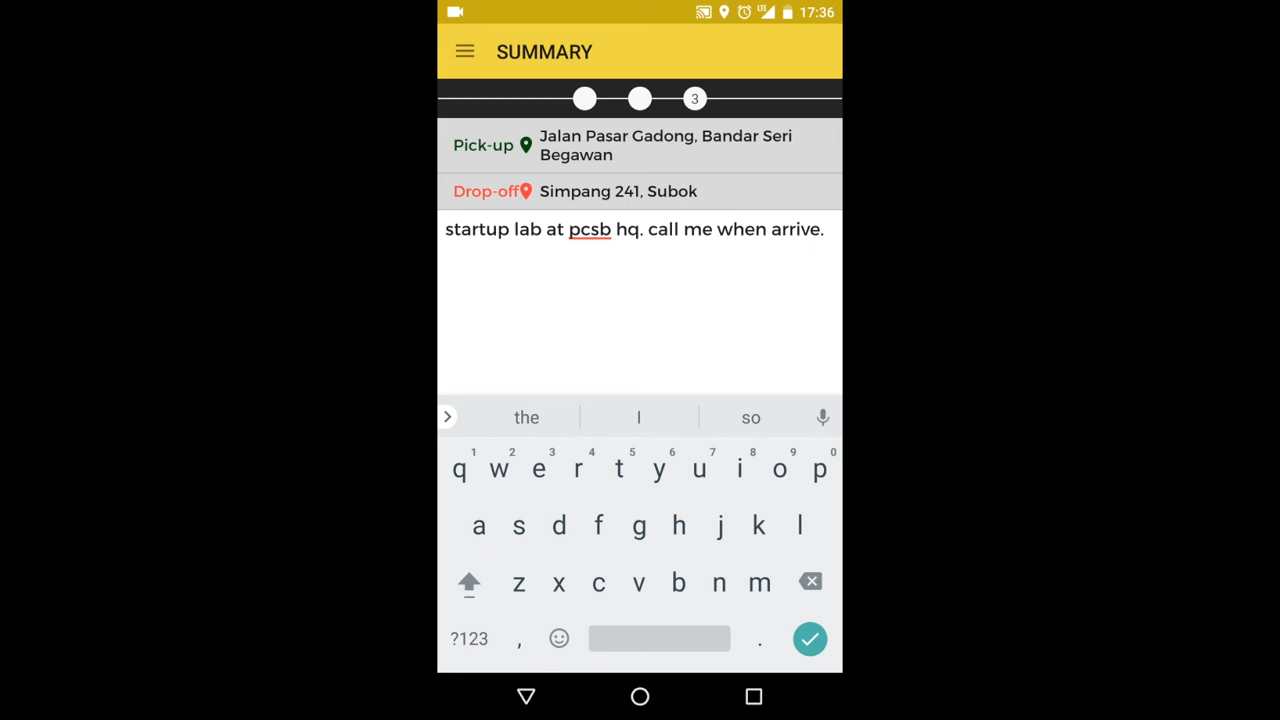 LTE 17:36
SUMMARY
3
Pick-up Jalan Pasar Gadong, Bandar Seri
Begawan
Drop-off Simpang 241, Subok
startup lab at pcsb hq. call me when arrive.
the I so
1 2 3 4 5 6 7 8 9 0
q w e r t y u i o p
a s d f g h j k l
z x c v b n m
?123 , .